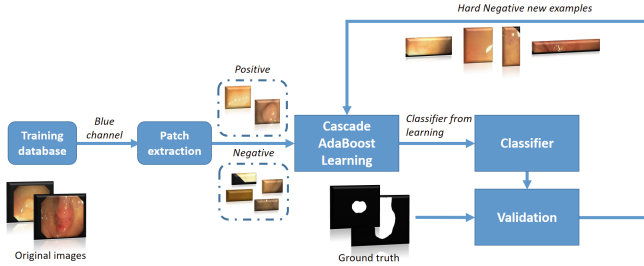 Hard Negative new examples
Positive
Blue
channel
Training
database
Patch
extraction
Cascade
AdaBoost
Learning
Classifier from
learning
Classifier
Negative
Validation
Original images
Ground truth